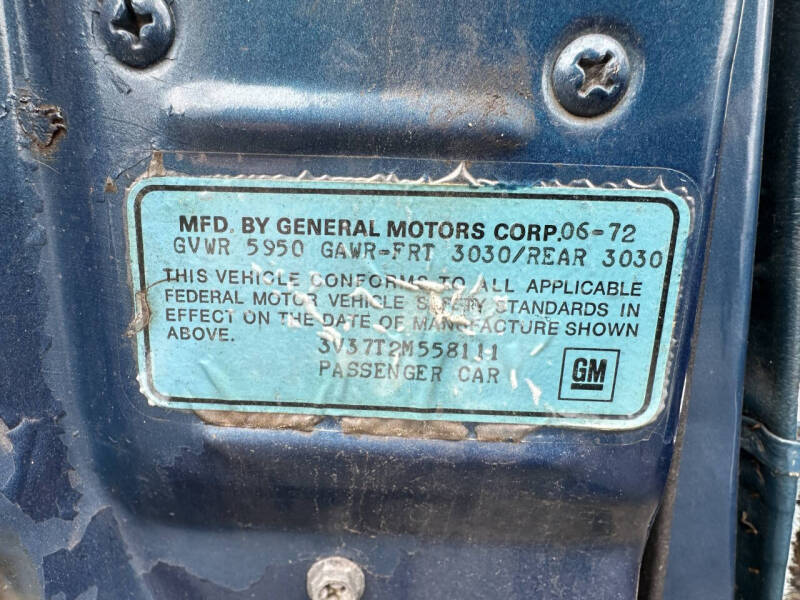 MFD. BY GENERAL MOTORS CORP. 06-72
GVWR 5950 GAWR-FRT 3030/REAR 3030
THIS VEHICLE CONFORMS TO ALL APPLICABLE
FEDERAL MOTOR VEHICLE SAFETY STANDARDS IN
EFFECT ON THE DATE OF MANUFACTURE SHOWN
ABOVE.
3V37T2M558111
PASSENGER CAR
GM